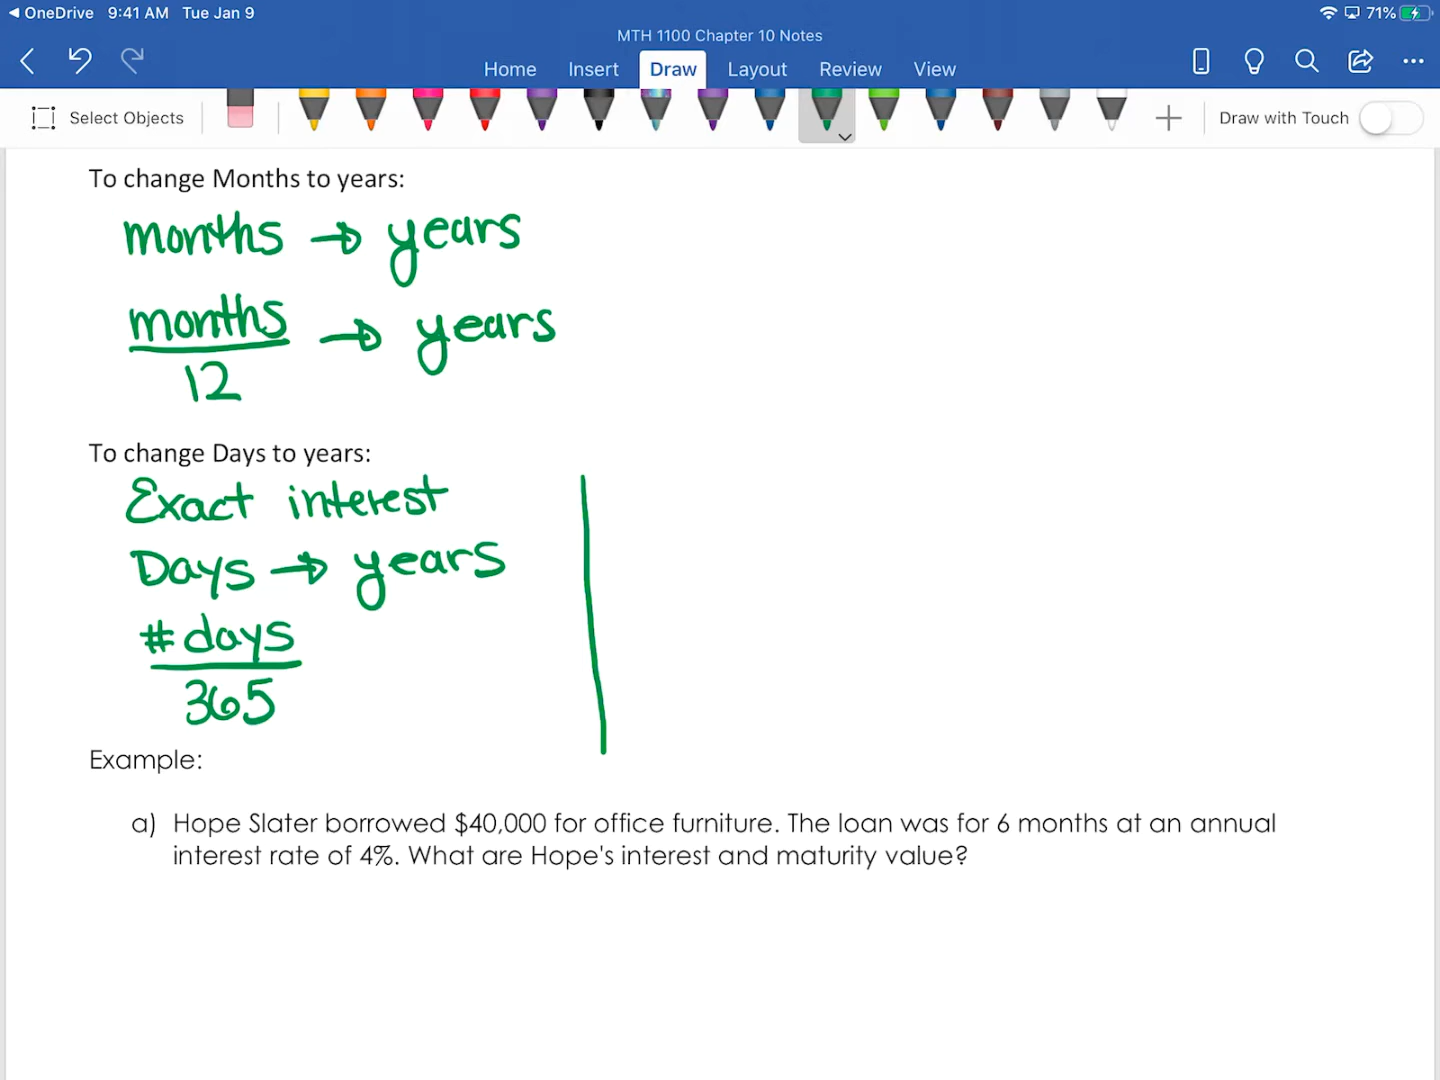 ◀ OneDrive 9:41 AM Tue Jan 9 71%
MTH 1100 Chapter 10 Notes
Home Insert Draw Layout Review View
Select Objects Draw with Touch
To change Months to years:
months → years
months → years
12
To change Days to years:
Exact interest
Days → years
# days
365
Example:
a) Hope Slater borrowed $40,000 for office furniture. The loan was for 6 months at an annual
interest rate of 4%. What are Hope's interest and maturity value?